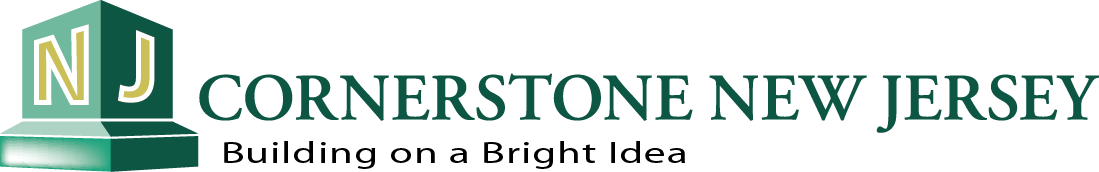 NJ
CORNERSTONE NEW JERSEY
Building on a Bright Idea